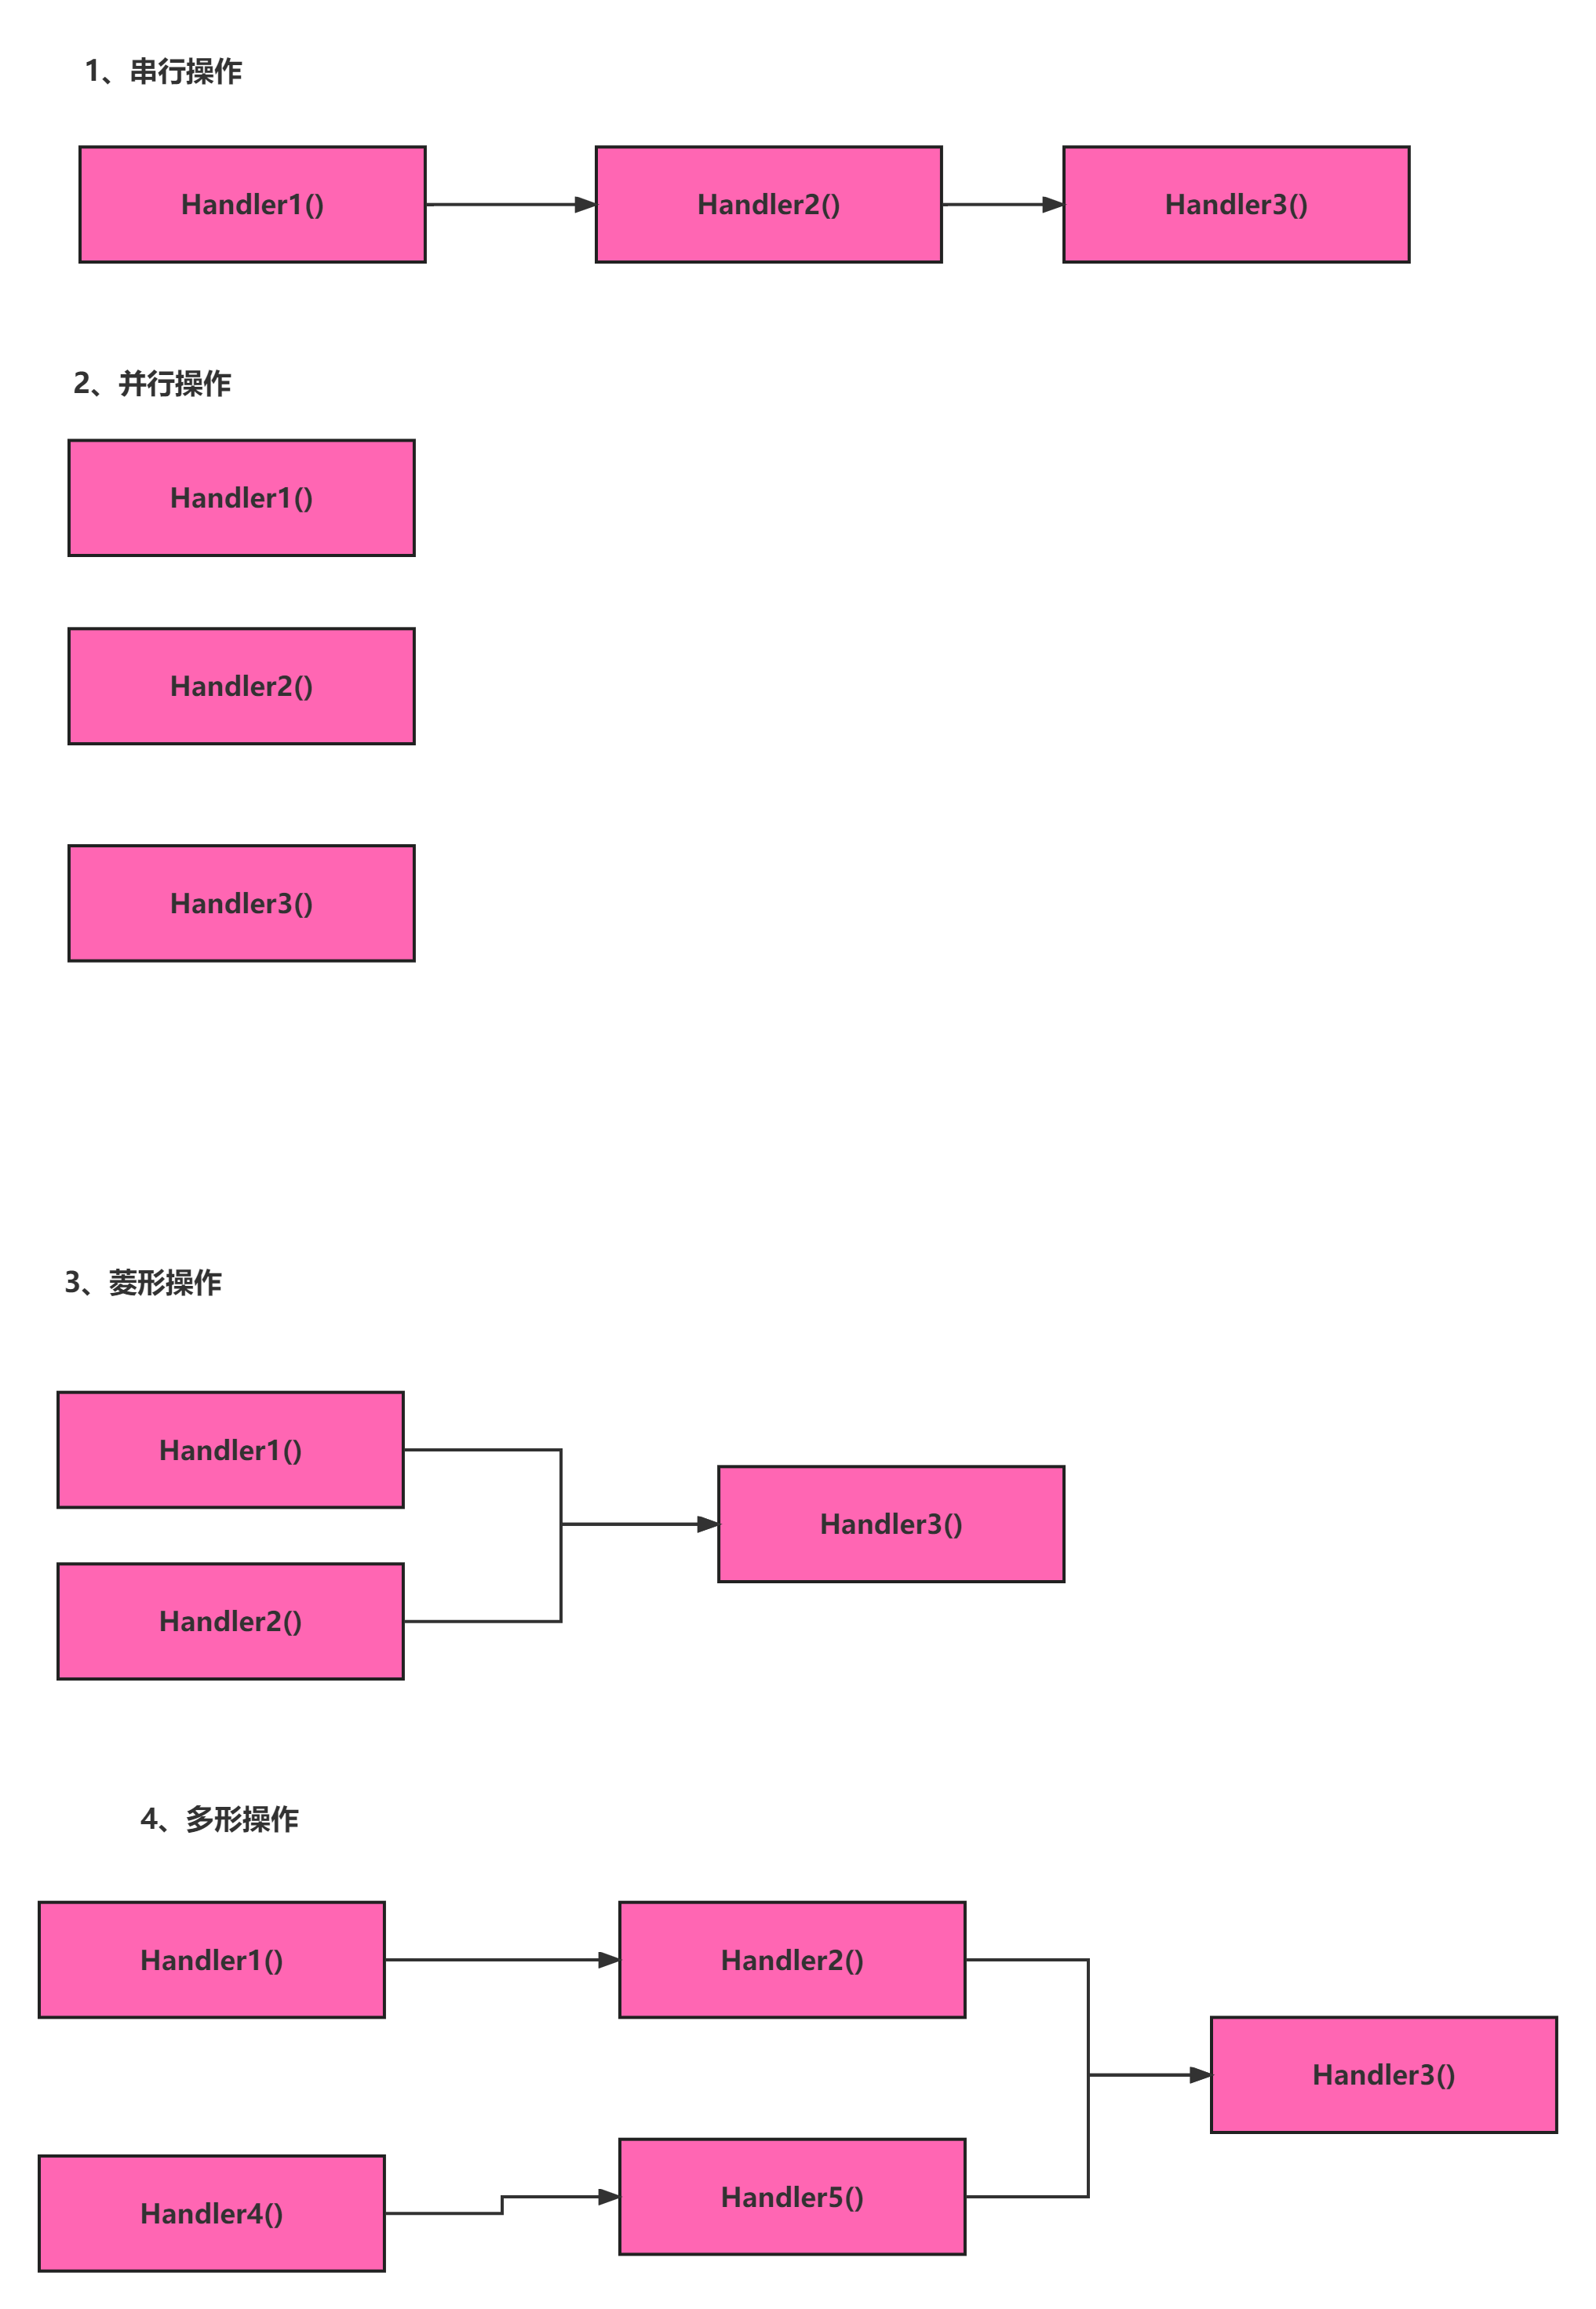 1、串行操作
Handler1()
Handler2()
Handler3()
2、并行操作
Handler1()
Handler2()
Handler3()
3、菱形操作
Handler1()
Handler3()
Handler2()
4、多形操作
Handler1()
Handler2()
Handler3()
Handler4()
Handler5()